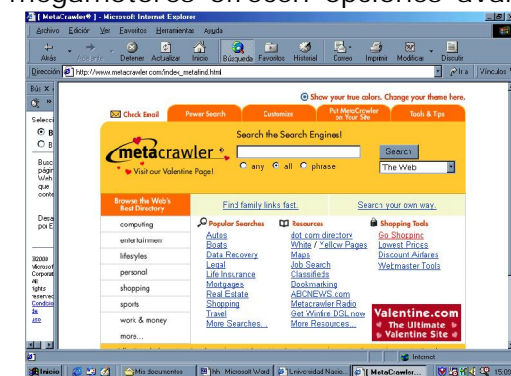 megamotores ofrecen opciones
[ MetaCrawler® ] - Microsoft Internet Explorer
Archivo Edición Ver Favoritos Herramientas Ayuda
Atrás Adelante Detener Actualizar Inicio Búsqueda Favoritos Historial Correo Imprimir Modificar Discutir
Dirección http://www.metacrawler.com/index_metalind.html Ir Vínculos
Show your true colors. Change your theme here.
Check Email Power Search Customize Put MetaCrawler on Your Site Tools & Tips
Search the Search Engines!
metacrawler
Search
any all phrase The Web
Visit our Valentine Page!
Browse the Web's Best Directory
Find family links fast. Search your own way.
computing
entertainment
lifestyles
personal
shopping
sports
work & money
more...
Popular Searches
Autos
Boats
Data Recovery
Legal
Life Insurance
Mortgages
Real Estate
Shopping
Travel
More Searches...
Resources
dot com directory
White / Yellow Pages
Maps
Job Search
Classifieds
Bookmarking
ABCNEWS.com
Metacrawler Radio
Get Winfire DSL now
More Resources...
Shopping Tools
Go Shopping
Lowest Prices
Discount Airfares
Webmaster Tools
Valentine.com
The Ultimate
Valentine Site
Internet
Inicio Mis documentos hh Microsoft Word Universidad Nacio... [ MetaCrawler... 15:09